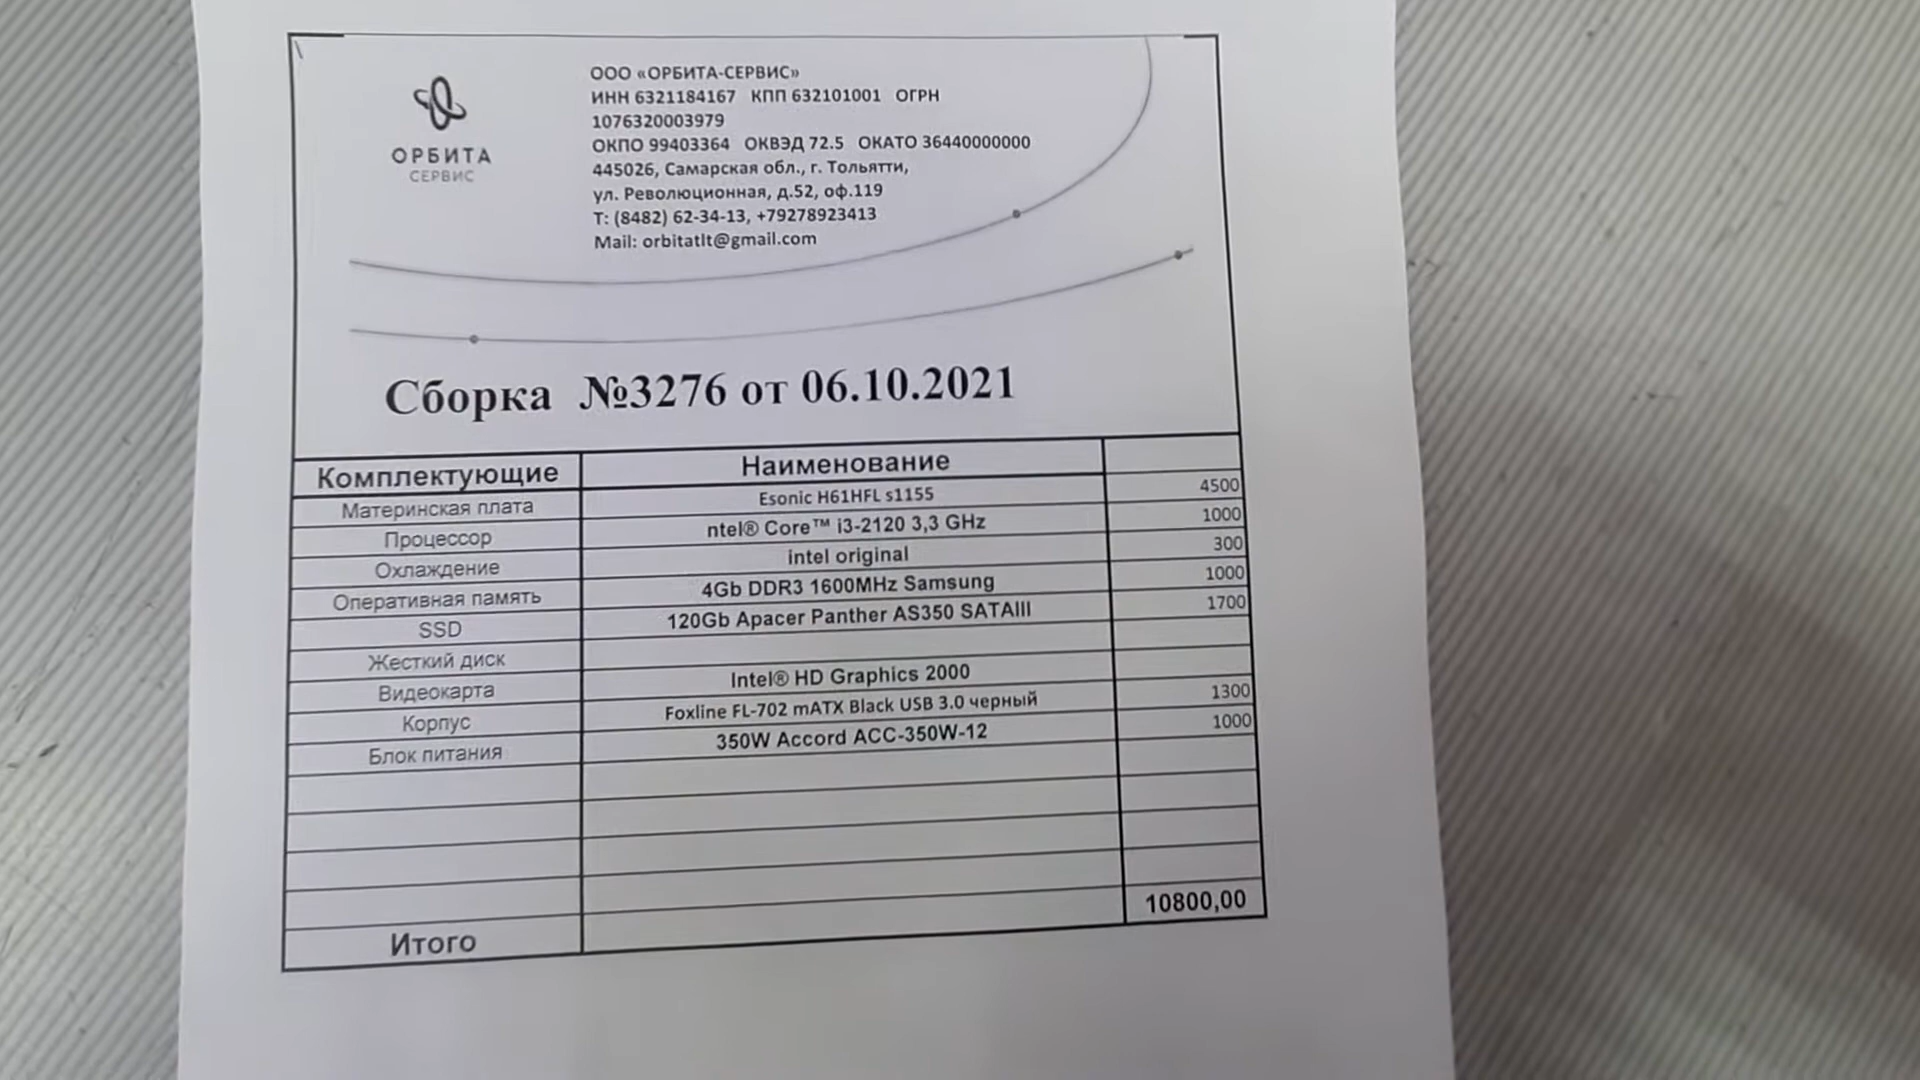 ОРБИТА
СЕРВИС
ООО «ОРБИТА-СЕРВИС»
ИНН 6321184167 КПП 632101001 ОГРН
1076320003979
ОКПО 99403364 ОКВЭД 72.5 ОКАТО 36440000000
445026, Самарская обл., г. Тольятти,
ул. Революционная, д.52, оф.119
Т: (8482) 62-34-13, +79278923413
Mail: orbitatlt@gmail.com
Сборка №3276 от 06.10.2021
Комплектующие Наименование
Материнская плата Esonic H61HFL s1155 4500
Процессор ntel® Core™ i3-2120 3,3 GHz 1000
Охлаждение intel original 300
Оперативная память 4Gb DDR3 1600MHz Samsung 1000
SSD 120Gb Apacer Panther AS350 SATAIII 1700
Жесткий диск
Видеокарта Intel® HD Graphics 2000
Корпус Foxline FL-702 mATX Black USB 3.0 черный 1300
Блок питания 350W Accord ACC-350W-12 1000
Итого 10800,00